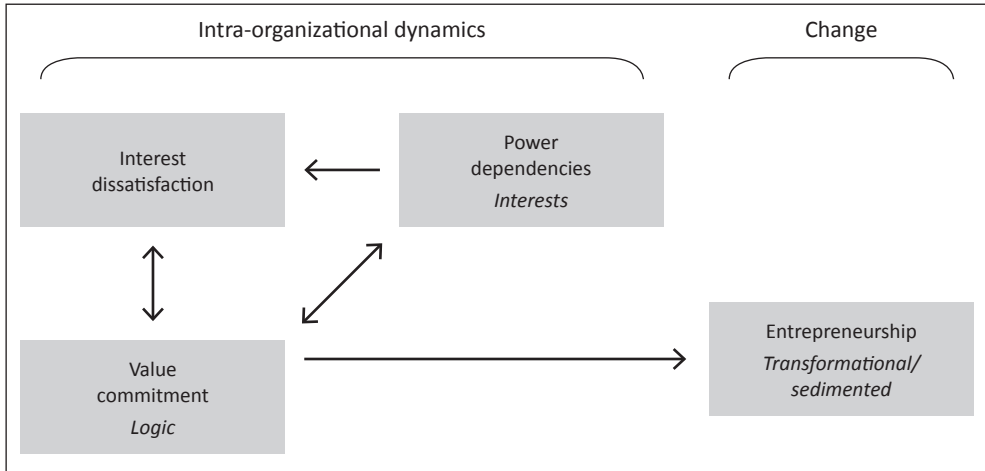 Intra-organizational dynamics
Change
Interest
dissatisfaction
Power
dependencies
Interests
Value
commitment
Logic
Entrepreneurship
Transformational/
sedimented